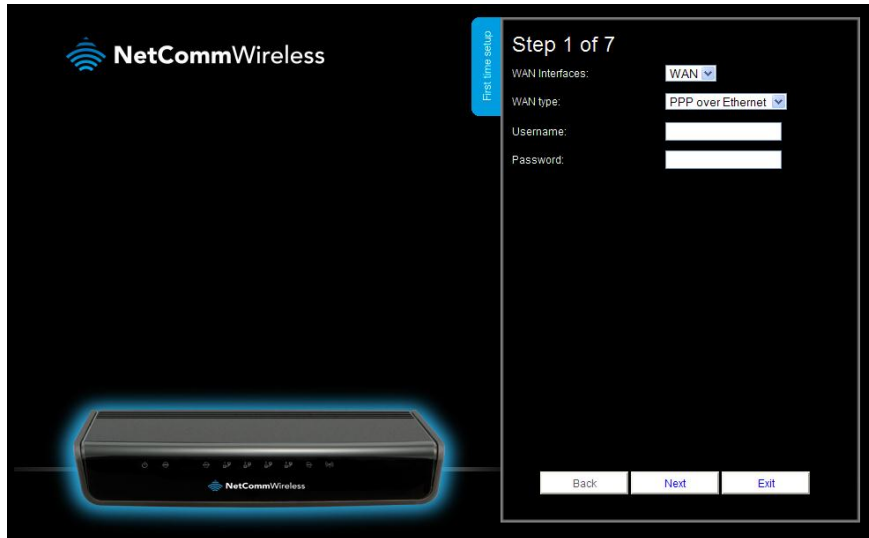 NetCommWireless
First time setup
Step 1 of 7
WAN Interfaces:
WAN
WAN type:
PPP over Ethernet
Username:
Password:
NetCommWireless
Back
Next
Exit